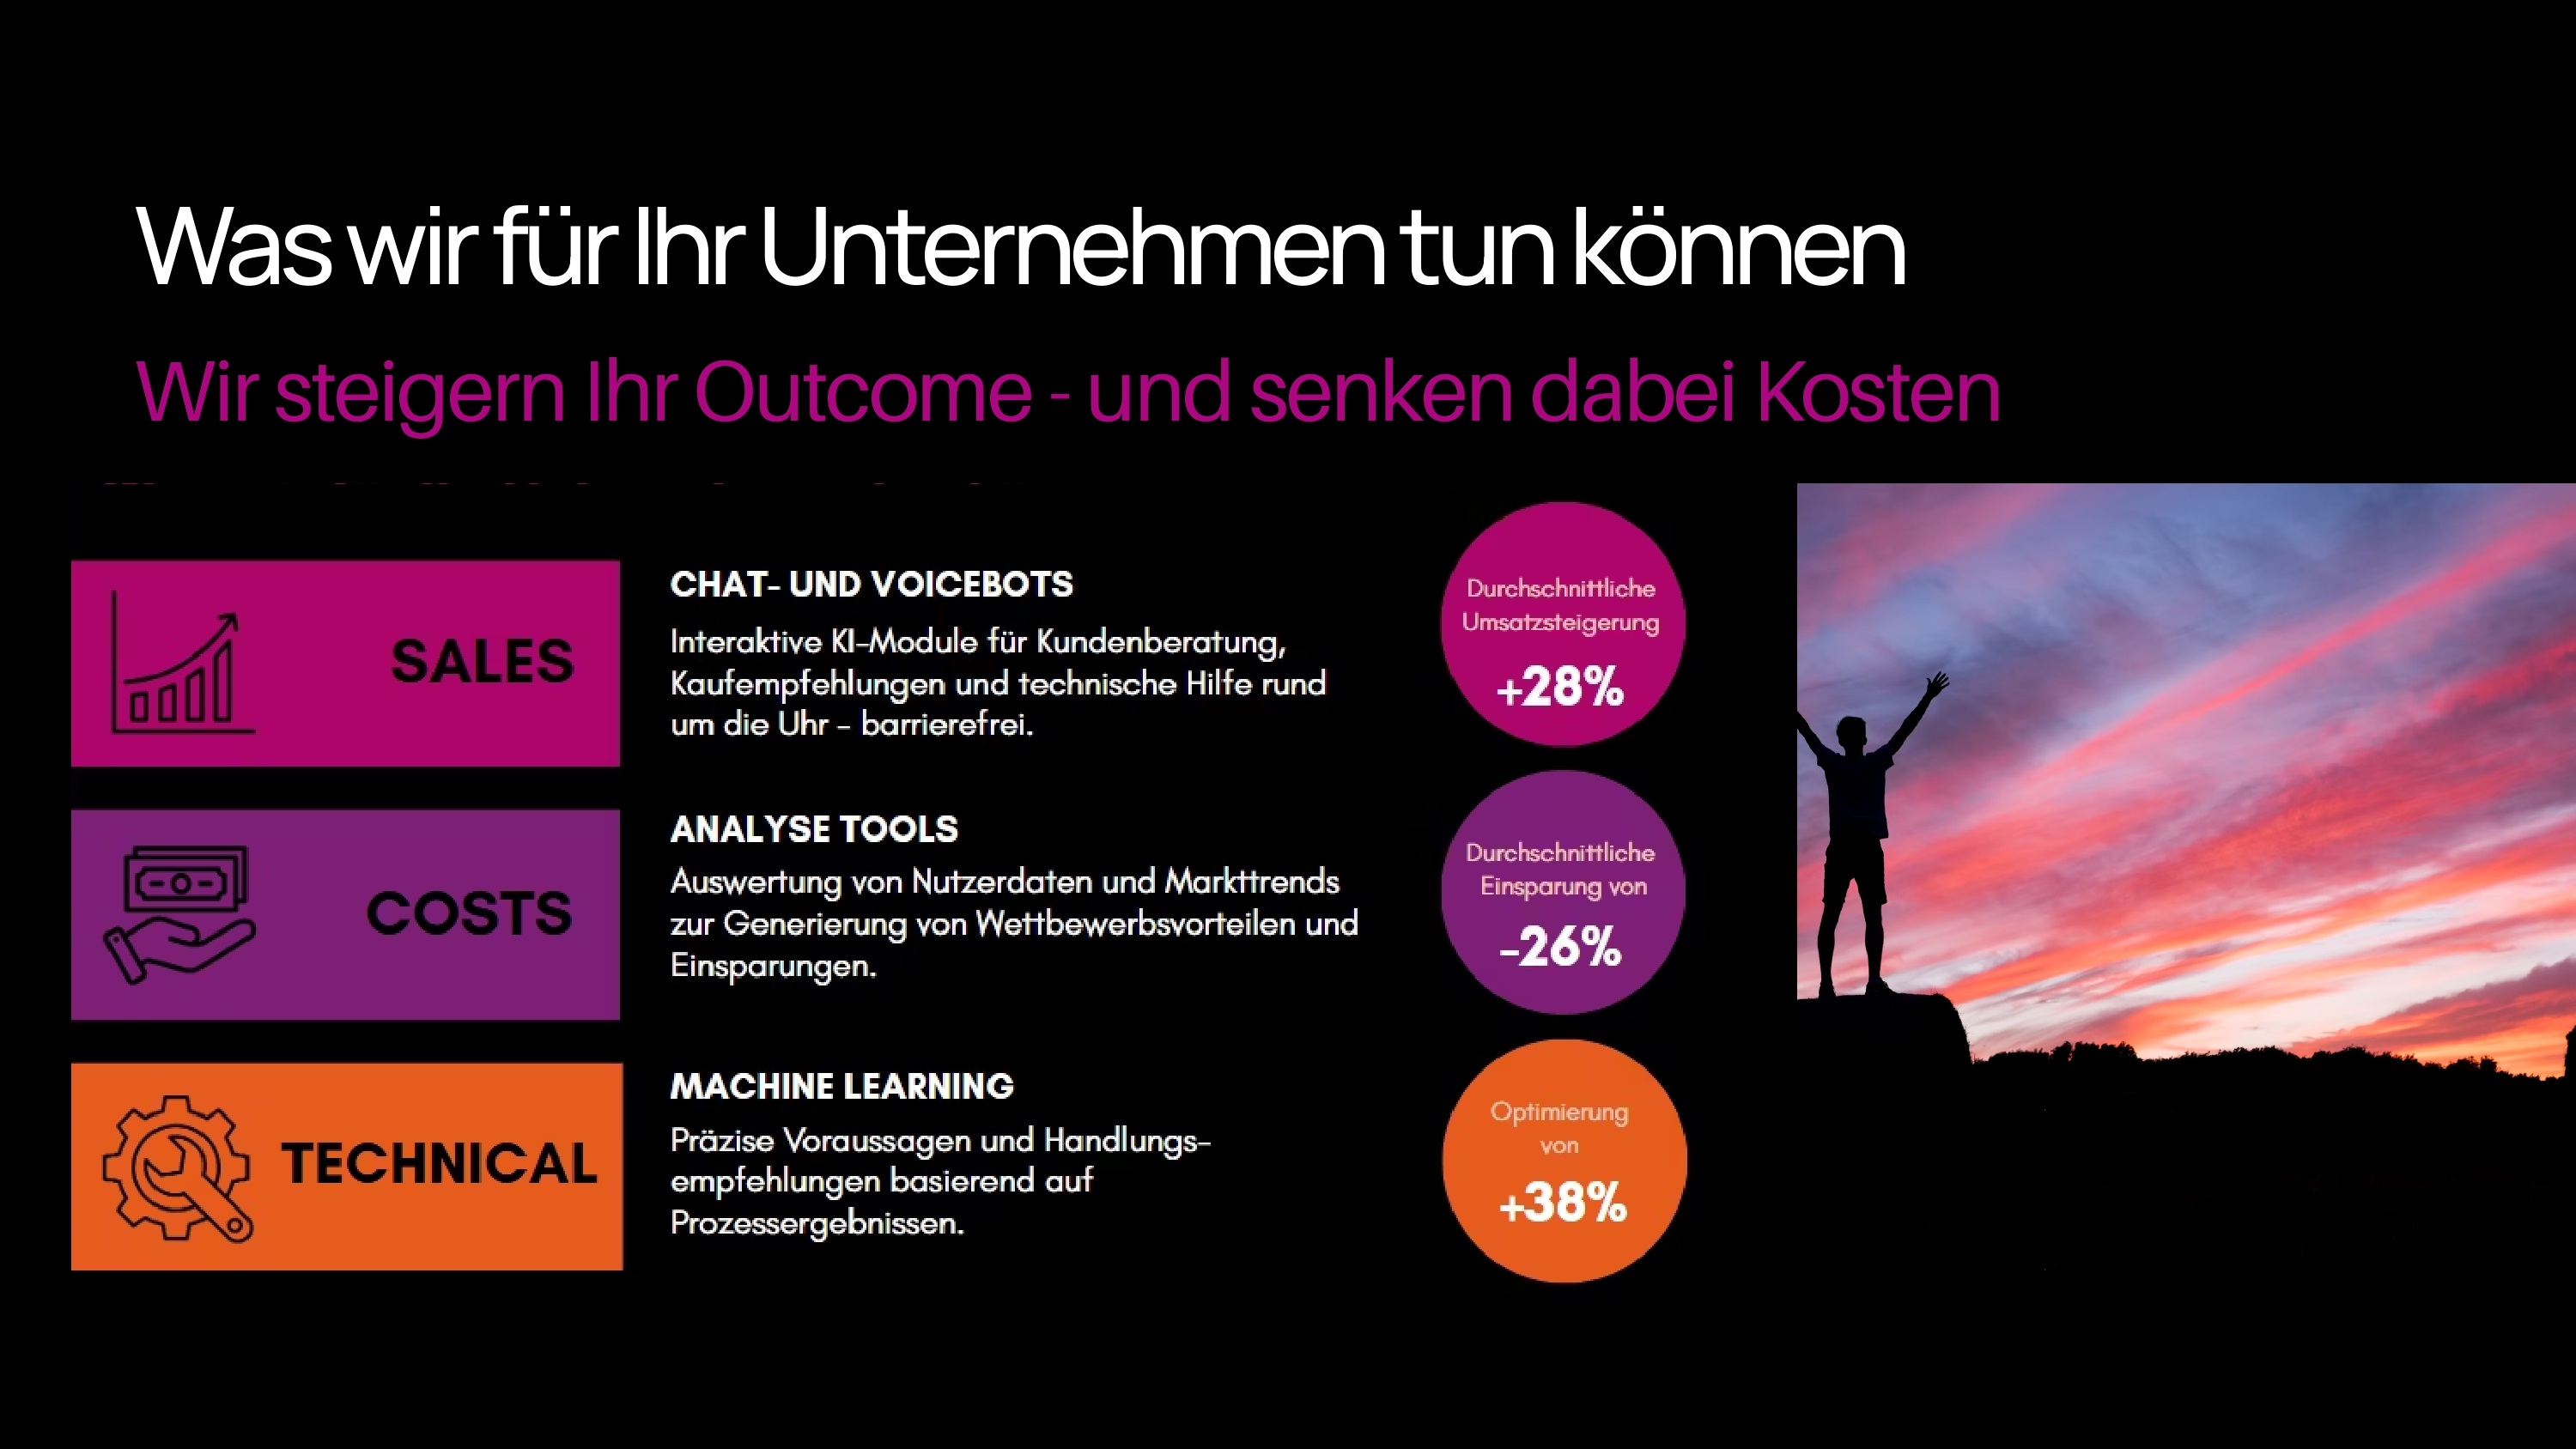 Was wir für Ihr Unternehmen tun können
Wir steigern Ihr Outcome - und senken dabei Kosten
SALES
CHAT- UND VOICEBOTS
Interaktive KI-Module für Kundenberatung,
Kaufempfehlungen und technische Hilfe rund
um die Uhr - barrierefrei.
Durchschnittliche
Umsatzsteigerung
+28%
COSTS
ANALYSE TOOLS
Auswertung von Nutzerdaten und Markttrends
zur Generierung von Wettbewerbsvorteilen und
Einsparungen.
Durchschnittliche
Einsparung von
-26%
TECHNICAL
MACHINE LEARNING
Präzise Voraussagen und Handlungs-
empfehlungen basierend auf
Prozessergebnissen.
Optimierung
von
+38%